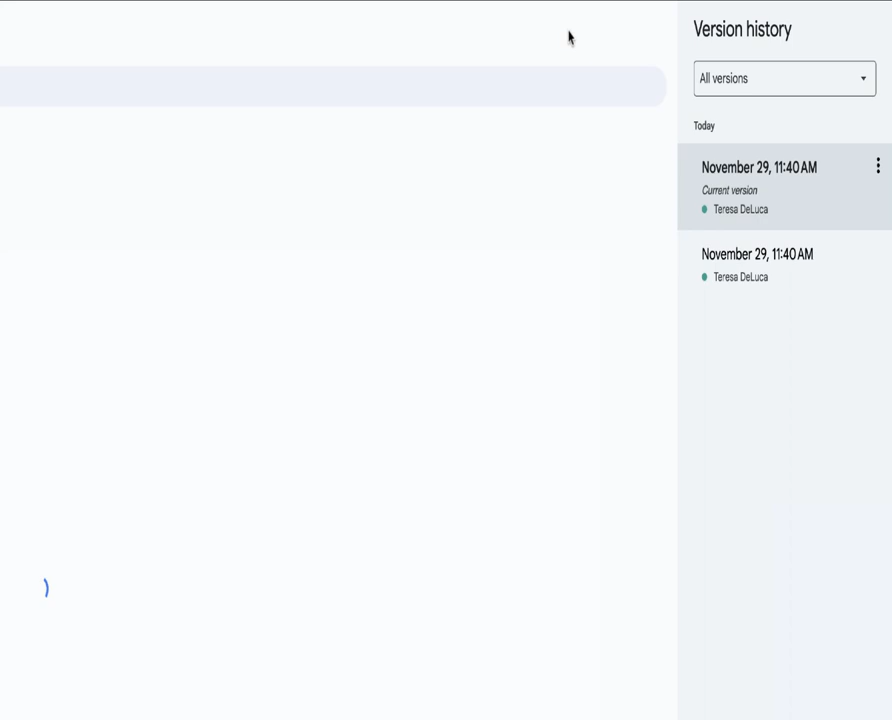 Version history
All versions
Today
November 29, 11:40 AM
Current version
Teresa DeLuca
November 29, 11:40 AM
Teresa DeLuca